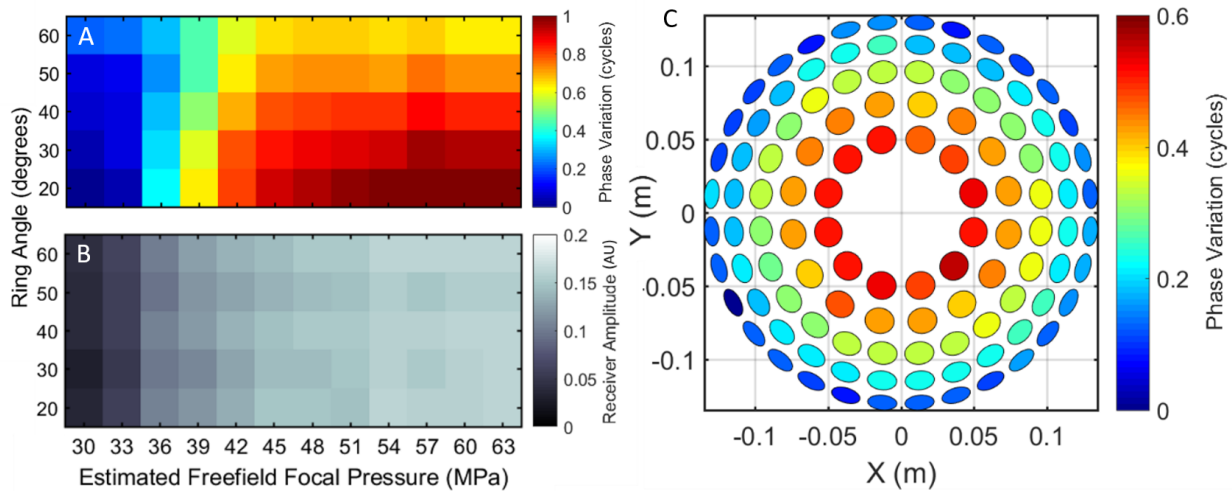 A
60
50
40
30
20
Ring Angle (degrees)
1
0.8
0.6
0.4
0.2
0
Phase Variation (cycles)
B
60
50
40
30
20
0.2
0.15
0.1
0.05
0
Receiver Amplitude (AU)
30 33 36 39 42 45 48 51 54 57 60 63
Estimated Freefield Focal Pressure (MPa)
C
0.1
0.05
0
-0.05
-0.1
Y (m)
-0.1 -0.05 0 0.05 0.1
X (m)
0.6
0.4
0.2
0
Phase Variation (cycles)